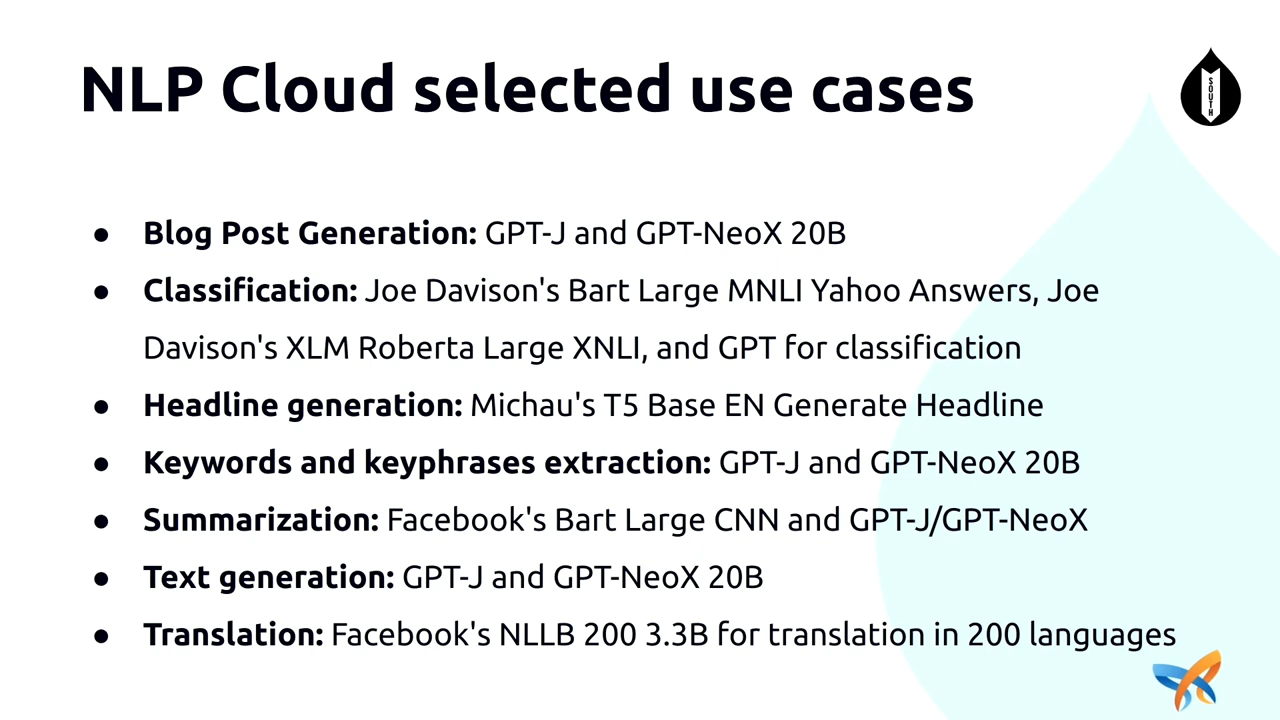 NLP Cloud selected use cases
SOUTH
● Blog Post Generation: GPT-J and GPT-NeoX 20B
● Classification: Joe Davison's Bart Large MNLI Yahoo Answers, Joe
Davison's XLM Roberta Large XNLI, and GPT for classification
● Headline generation: Michau's T5 Base EN Generate Headline
● Keywords and keyphrases extraction: GPT-J and GPT-NeoX 20B
● Summarization: Facebook's Bart Large CNN and GPT-J/GPT-NeoX
● Text generation: GPT-J and GPT-NeoX 20B
● Translation: Facebook's NLLB 200 3.3B for translation in 200 languages